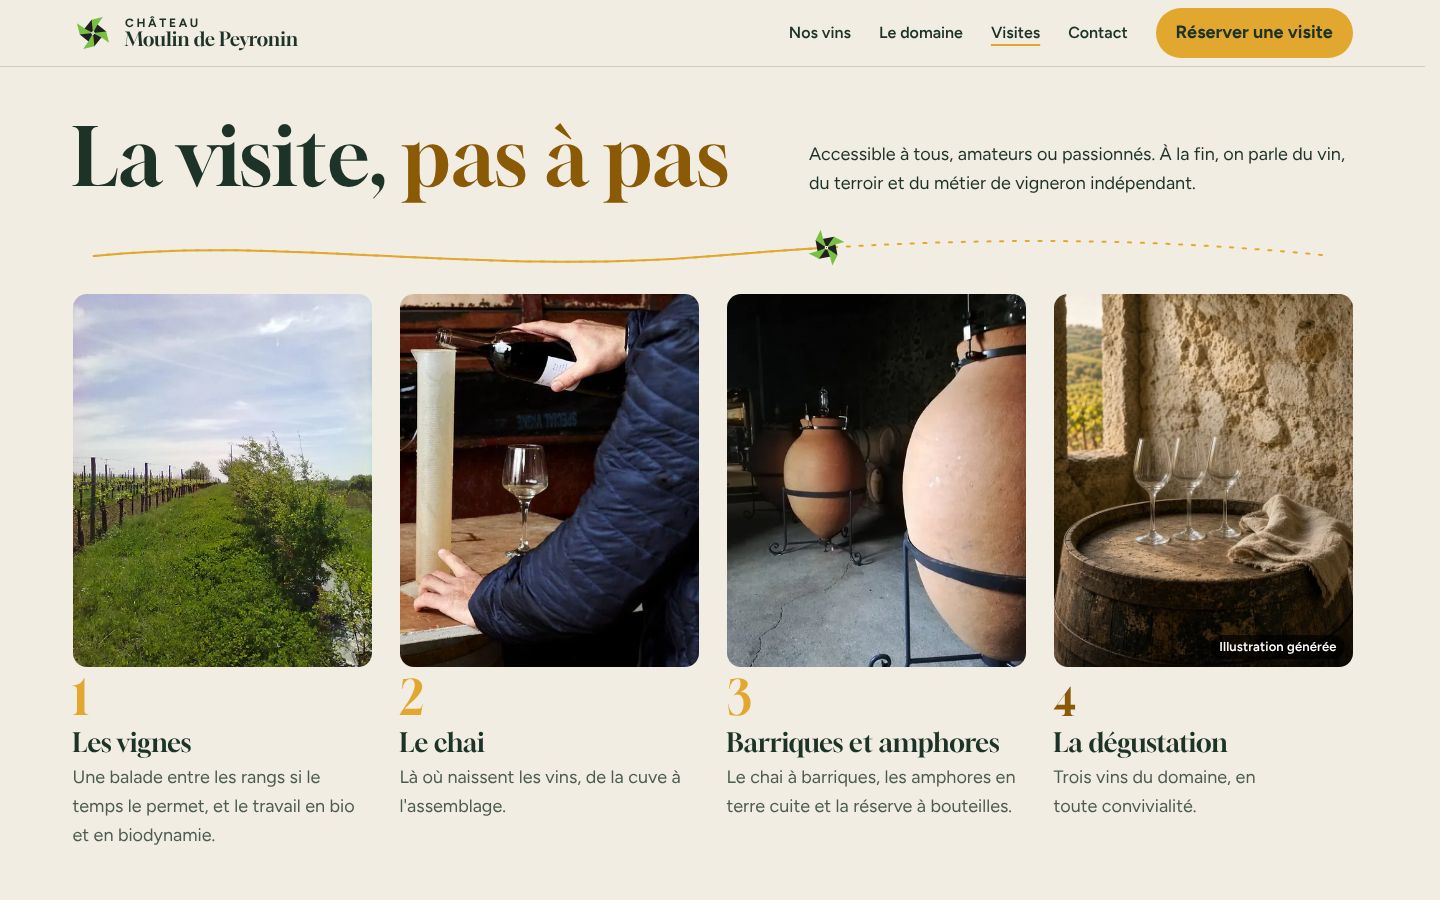 CHÂTEAU
Moulin de Peyronin
Nos vins
Le domaine
Visites
Contact
Réserver une visite
La visite, pas à pas
Accessible à tous, amateurs ou passionnés. À la fin, on parle du vin,
du terroir et du métier de vigneron indépendant.
SPECIAL VIGNE
Illustration générée
1
Les vignes
Une balade entre les rangs si le
temps le permet, et le travail en bio
et en biodynamie.
2
Le chai
Là où naissent les vins, de la cuve à
l'assemblage.
3
Barriques et amphores
Le chai à barriques, les amphores en
terre cuite et la réserve à bouteilles.
4
La dégustation
Trois vins du domaine, en
toute convivialité.